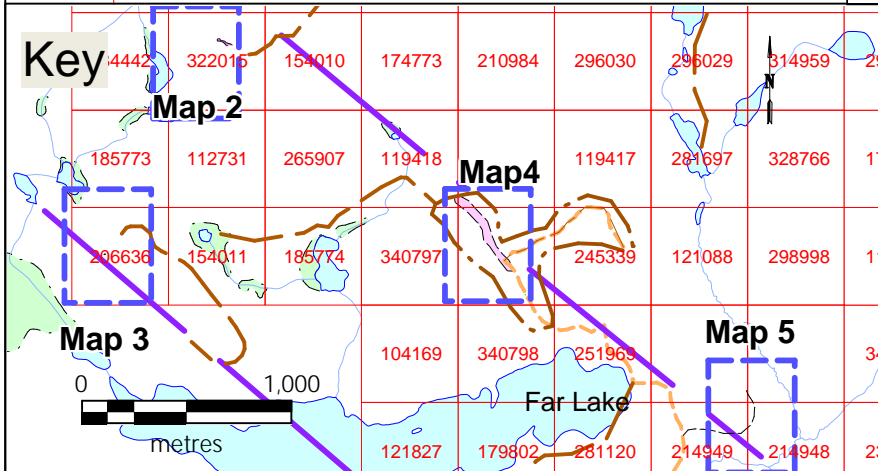 Key
34442 322015 154010 174773 210984 296030 296029 314959
Map 2
N
185773 112731 265907 119418 119417 281697 328766
Map4
206636 154011 185774 340797 245339 121088 298998
Map 3
104169 340798 251969
Map 5
0 1,000
metres
Far Lake
121827 179802 281120 214949 214948